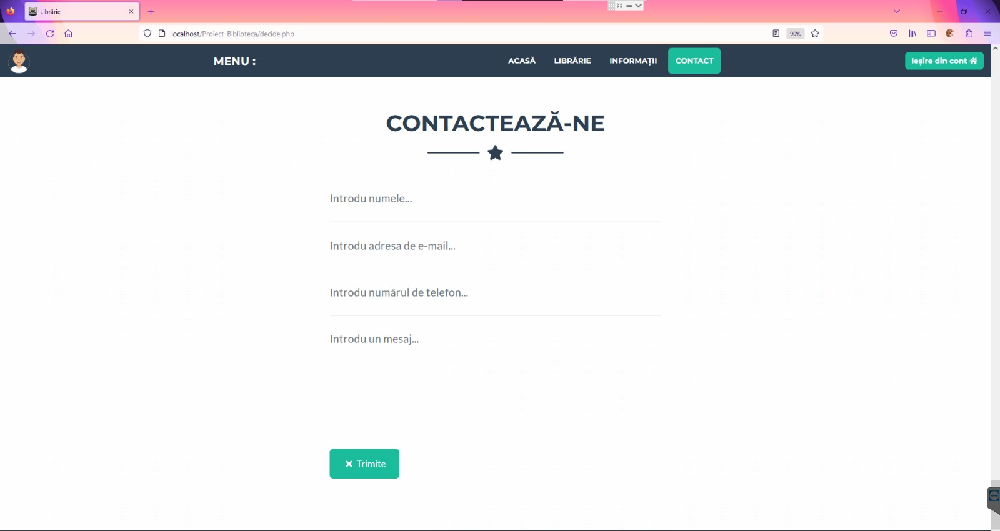 Librărie
localhost/Proiect_Biblioteca/decide.php
90%
MENU :
ACASĂ
LIBRĂRIE
INFORMAȚII
CONTACT
Ieșire din cont
CONTACTEAZĂ-NE
Introdu numele...
Introdu adresa de e-mail...
Introdu numărul de telefon...
Introdu un mesaj...
Trimite